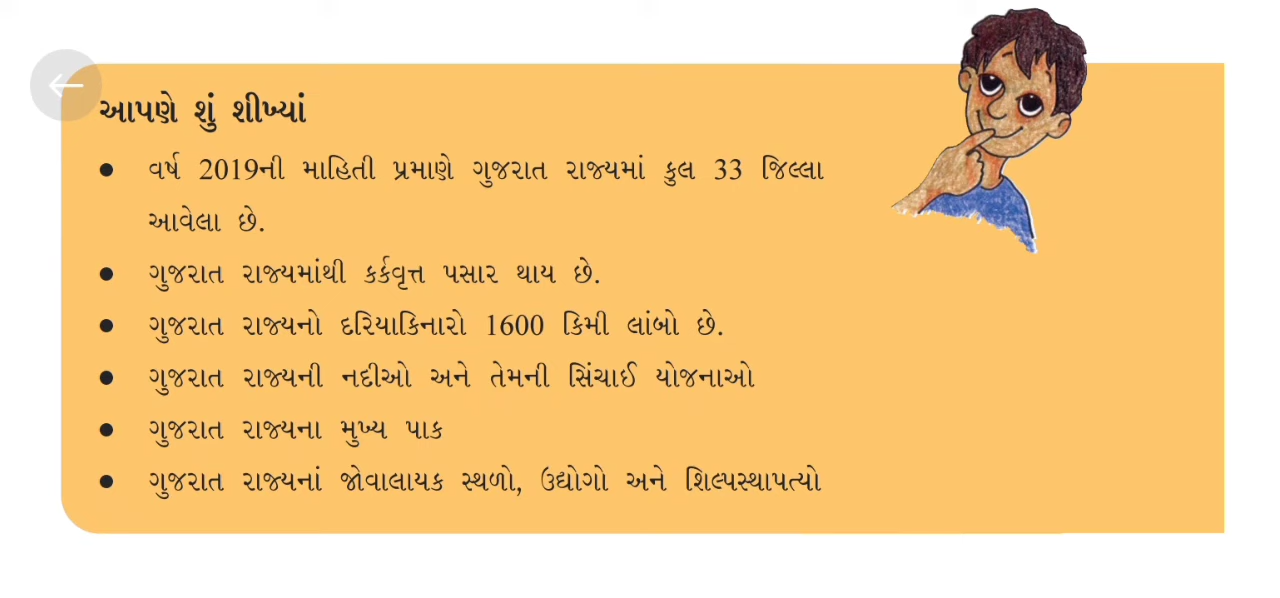 આપણે શું શીખ્યાં
● વર્ષ 2019ની માહિતી પ્રમાણે ગુજરાત રાજ્યમાં કુલ 33 જિલ્લા
આવેલા છે.
● ગુજરાત રાજ્યમાંથી કર્કવૃત્ત પસાર થાય છે.
● ગુજરાત રાજ્યનો દરિયાકિનારો 1600 કિમી લાંબો છે.
● ગુજરાત રાજ્યની નદીઓ અને તેમની સિંચાઈ યોજનાઓ
● ગુજરાત રાજ્યના મુખ્ય પાક
● ગુજરાત રાજ્યનાં જોવાલાયક સ્થળો, ઉદ્યોગો અને શિલ્પસ્થાપત્યો